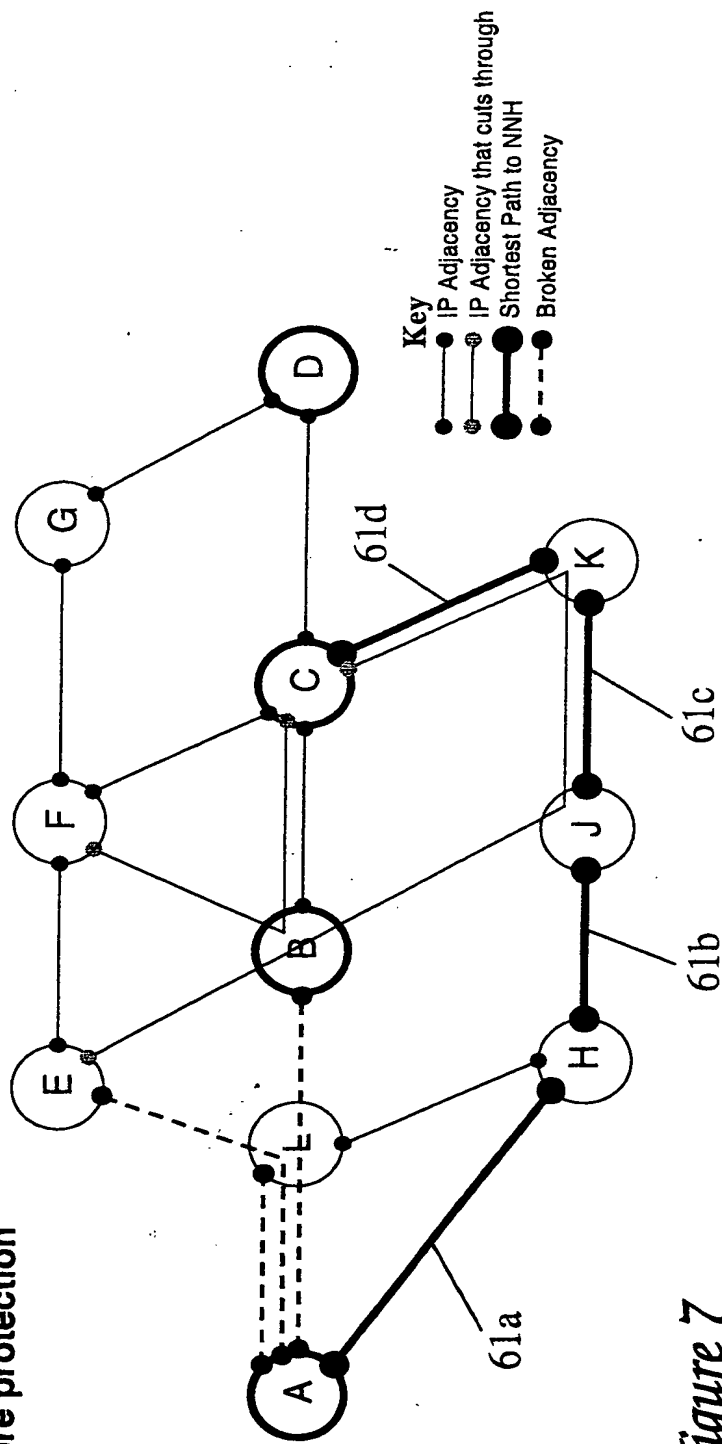 re protection
E
F
G
A
L
B
C
D
H
J
K
61a
61b
61c
61d
Key
IP Adjacency
IP Adjacency that cuts through
Shortest Path to NNH
Broken Adjacency
Figure 7